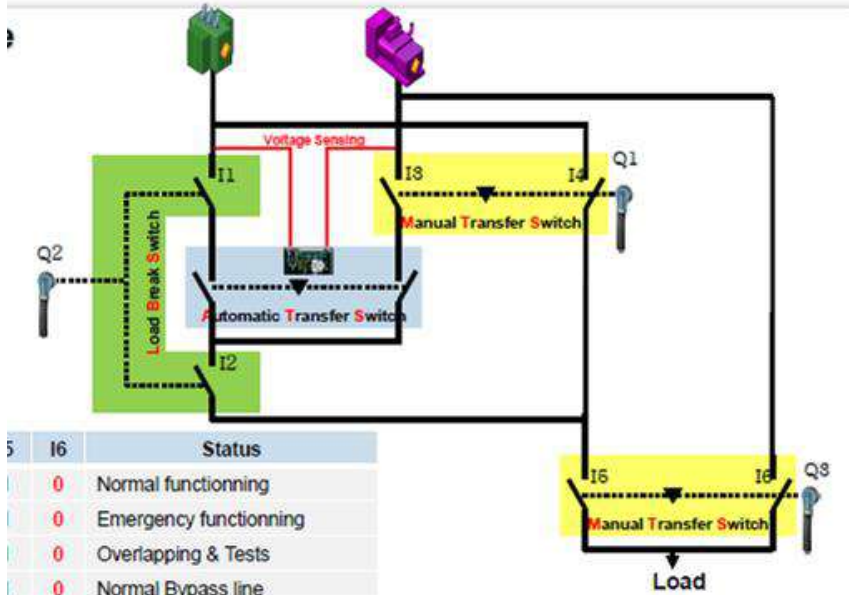 e
Voltage Sensing
I1
I3
I4
Q1
Manual Transfer Switch
Q2
Load Break Switch
Automatic Transfer Switch
I2
I6 Status
0 Normal functionning
0 Emergency functionning
0 Overlapping & Tests
0 Normal Bypass line
I5
I6
Q3
Manual Transfer Switch
Load